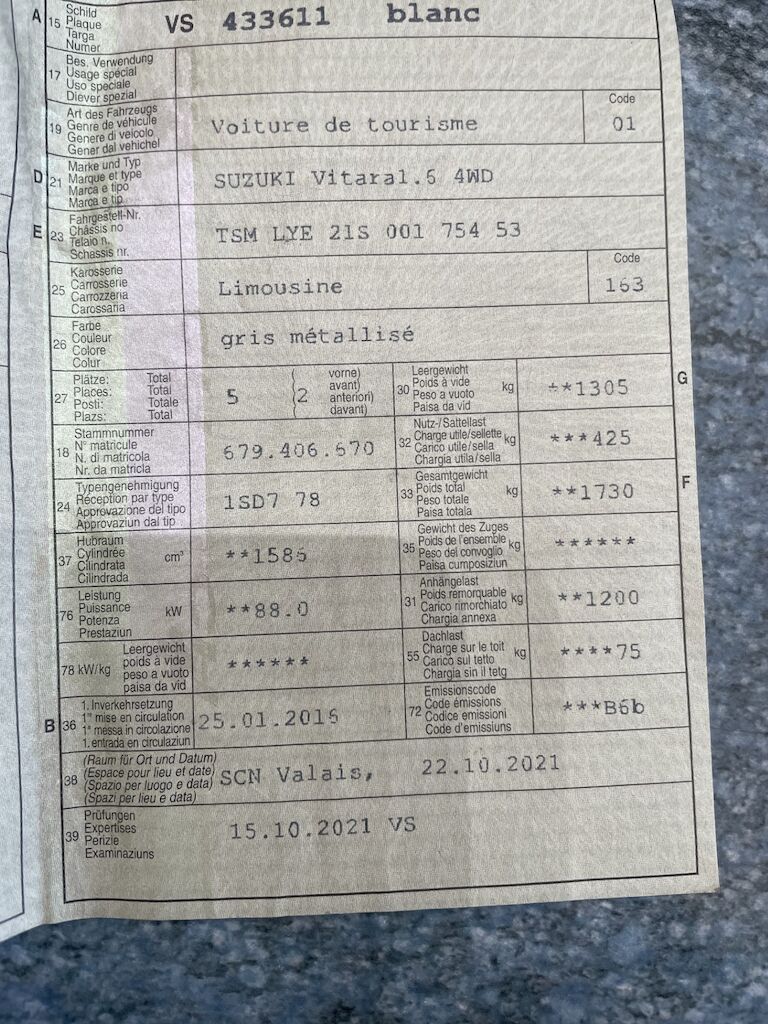 A 15 Schild VS 433611 blanc
Plaque
Targa
Numer
17 Bes. Verwendung
Usage spécial
Uso speciale
Diever spezial
19 Art des Fahrzeugs Voiture de tourisme Code 01
Genre de véhicule
Genere di veicolo
Gener dal vehichel
D 21 Marke und Typ SUZUKI Vitara1.6 4WD
Marque et type
Marca e tipo
Marca e tip
E 23 Fahrgestell-Nr. TSM LYE 21S 001 754 53
Châssis no
Telaio n.
Schassis nr.
25 Karosserie Limousine Code 163
Carrosserie
Carrozzeria
Carossaria
26 Farbe gris métallisé
Couleur
Colore
Colur
27 Plätze: Total 5 (2 vorne)
Places: Total avant)
Posti: Totale anteriori)
Plazs: Total davant)
30 Leergewicht kg **1305 G
Poids à vide
Peso a vuoto
Paisa da vid
18 Stammnummer 679.406.670
N° matricule
N. di matricola
Nr. da matricla
32 Nutz-/Sattellast kg ***425
Charge utile/sellette
Carico utile/sella
Chargia utila/sella
24 Typengenehmigung 1SD7 78
Réception par type
Approvazione del tipo
Approvaziun dal tip
33 Gesamtgewicht kg **1730 F
Poids total
Peso totale
Paisa totala
37 Hubraum cm³ **1586
Cylindrée
Cilindrata
Cilindrada
35 Gewicht des Zuges kg ******
Poids de l'ensemble
Peso del convoglio
Paisa cumposiziun
76 Leistung kW **88.0
Puissance
Potenza
Prestaziun
31 Anhängelast kg **1200
Poids remorquable
Carico rimorchiato
Chargia annexa
78 kW/kg Leergewicht ******
poids à vide
peso a vuoto
paisa da vid
55 Dachlast kg ****75
Charge sur le toit
Carico sul tetto
Chargia sin il tetg
B 36 1. Inverkehrsetzung 25.01.2016
1re mise en circulation
1a messa in circolazione
1. entrada en circulaziun
72 Emissionscode ***B6b
Code émissions
Codice emissioni
Code d'emissiuns
38 (Raum für Ort und Datum) SCN Valais, 22.10.2021
(Espace pour lieu et date)
(Spazio per luogo e data)
(Spazi per lieu e data)
39 Prüfungen 15.10.2021 VS
Expertises
Perizie
Examinaziuns